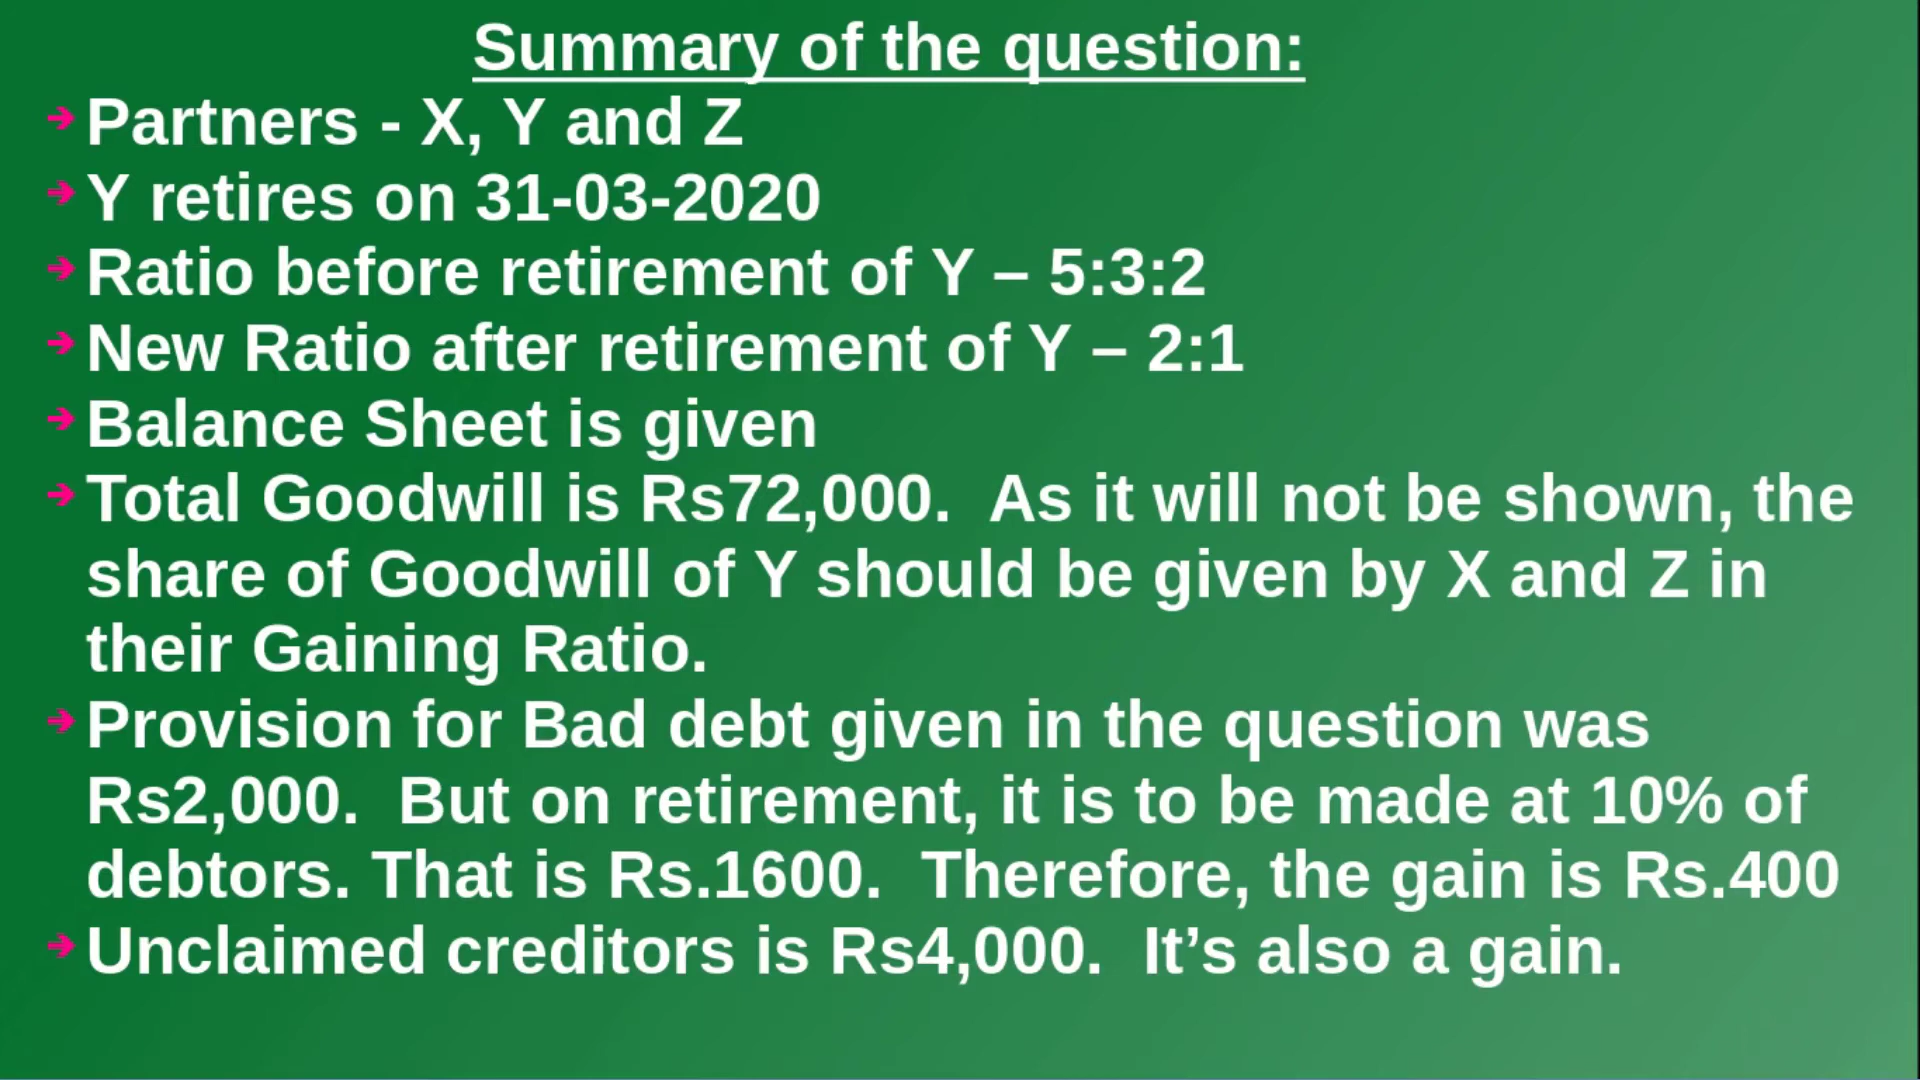 Summary of the question:
➔ Partners - X, Y and Z
➔ Y retires on 31-03-2020
➔ Ratio before retirement of Y – 5:3:2
➔ New Ratio after retirement of Y – 2:1
➔ Balance Sheet is given
➔ Total Goodwill is Rs72,000.  As it will not be shown, the
share of Goodwill of Y should be given by X and Z in
their Gaining Ratio.
➔ Provision for Bad debt given in the question was
Rs2,000.  But on retirement, it is to be made at 10% of
debtors. That is Rs.1600.  Therefore, the gain is Rs.400
➔ Unclaimed creditors is Rs4,000.  It’s also a gain.